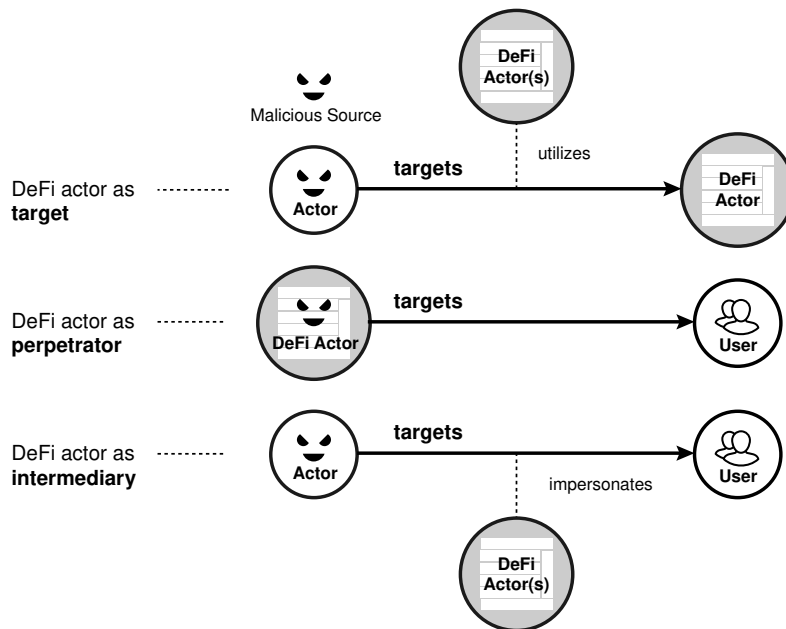 DeFi
Actor(s)
Malicious Source
targets
utilizes
DeFi actor as
target
Actor
DeFi
Actor
DeFi actor as
perpetrator
DeFi Actor
targets
User
DeFi actor as
intermediary
Actor
targets
User
impersonates
DeFi
Actor(s)